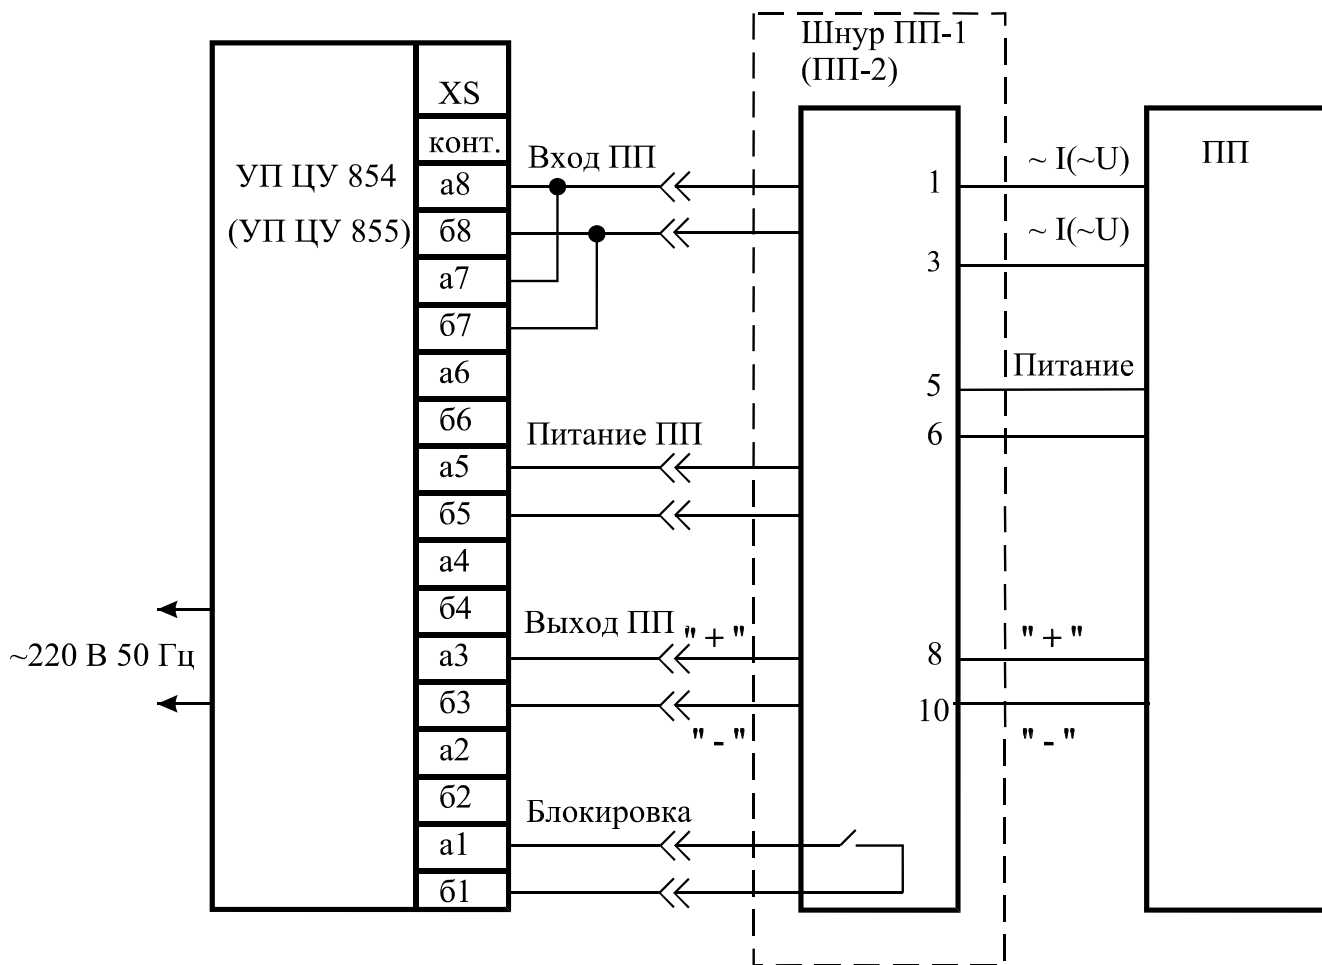 Шнур ПП-1
(ПП-2)
XS
конт.
УП ЦУ 854
(УП ЦУ 855)
а8
б8
а7
б7
а6
б6
а5
б5
а4
б4
а3
б3
а2
б2
а1
б1
~220 В 50 Гц
Вход ПП
Питание ПП
Выход ПП
" + "
" - "
Блокировка
1
3
5
6
8
10
~ I(~U)
~ I(~U)
Питание
" + "
" - "
ПП